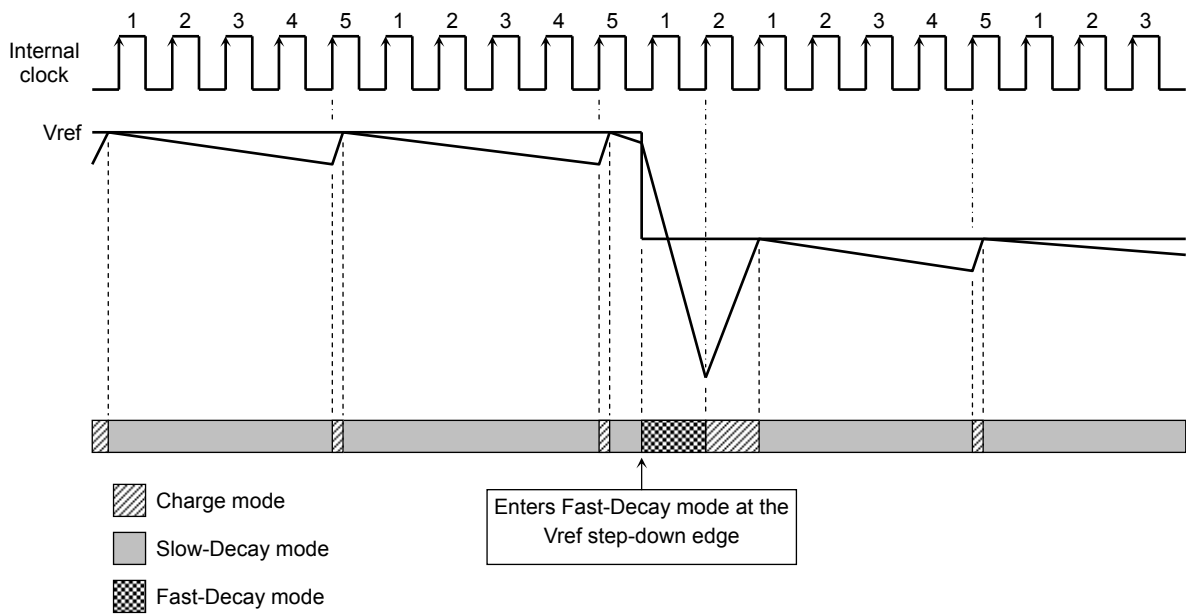 1 2 3 4 5 1 2 3 4 5 1 2 1 2 3 4 5 1 2 3
Internal
clock
Vref
Enters Fast-Decay mode at the
Vref step-down edge
Charge mode
Slow-Decay mode
Fast-Decay mode